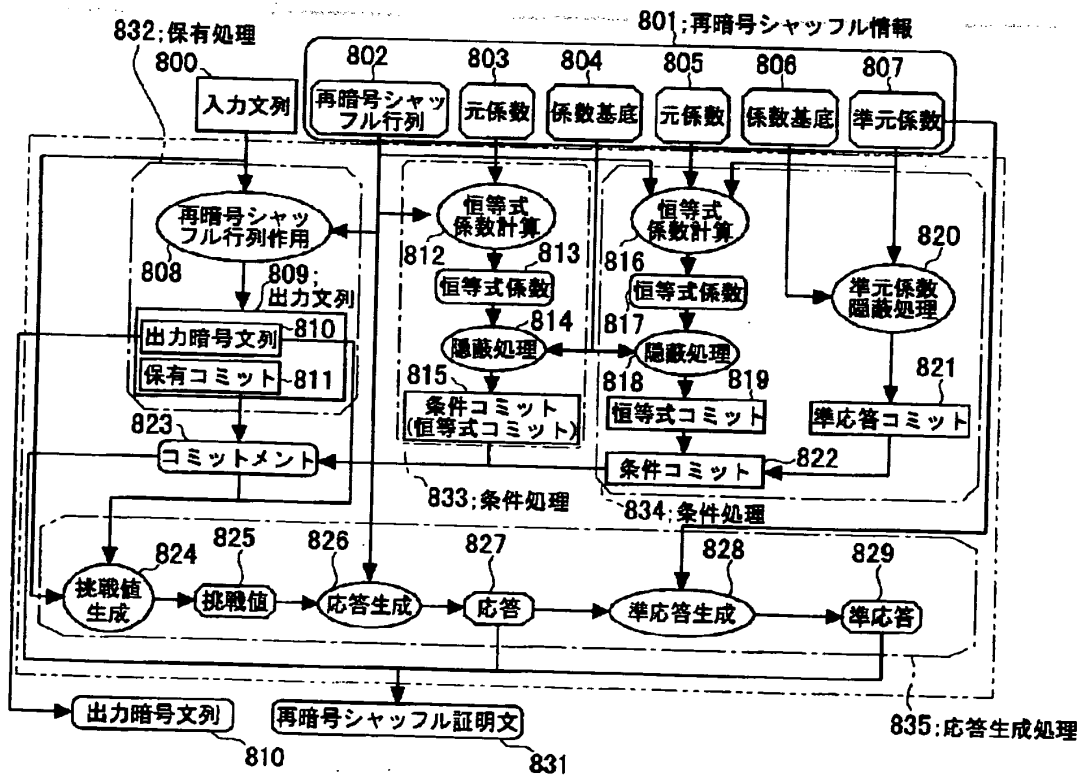 832;保有処理
801;再暗号シャッフル情報
800
802
803
804
805
806
807
入力文列
再暗号シャッ
フル行列
元係数
係数基底
元係数
係数基底
準元係数
再暗号シャッ
フル行列作用
808
恒等式
係数計算
812
恒等式
係数計算
816
820
準元係数
隠蔽処理
809;
出力文列
813
恒等式係数
恒等式係数
817
出力暗号文列
810
814
隠蔽処理
隠蔽処理
818
保有コミット
811
815
条件コミット
(恒等式コミット)
819
恒等式コミット
821
準応答コミット
823
コミットメント
条件コミット
822
833;条件処理
834;条件処理
824
挑戦値
生成
825
挑戦値
826
応答生成
827
応答
828
準応答生成
829
準応答
出力暗号文列
810
再暗号シャッフル証明文
831
835;応答生成処理